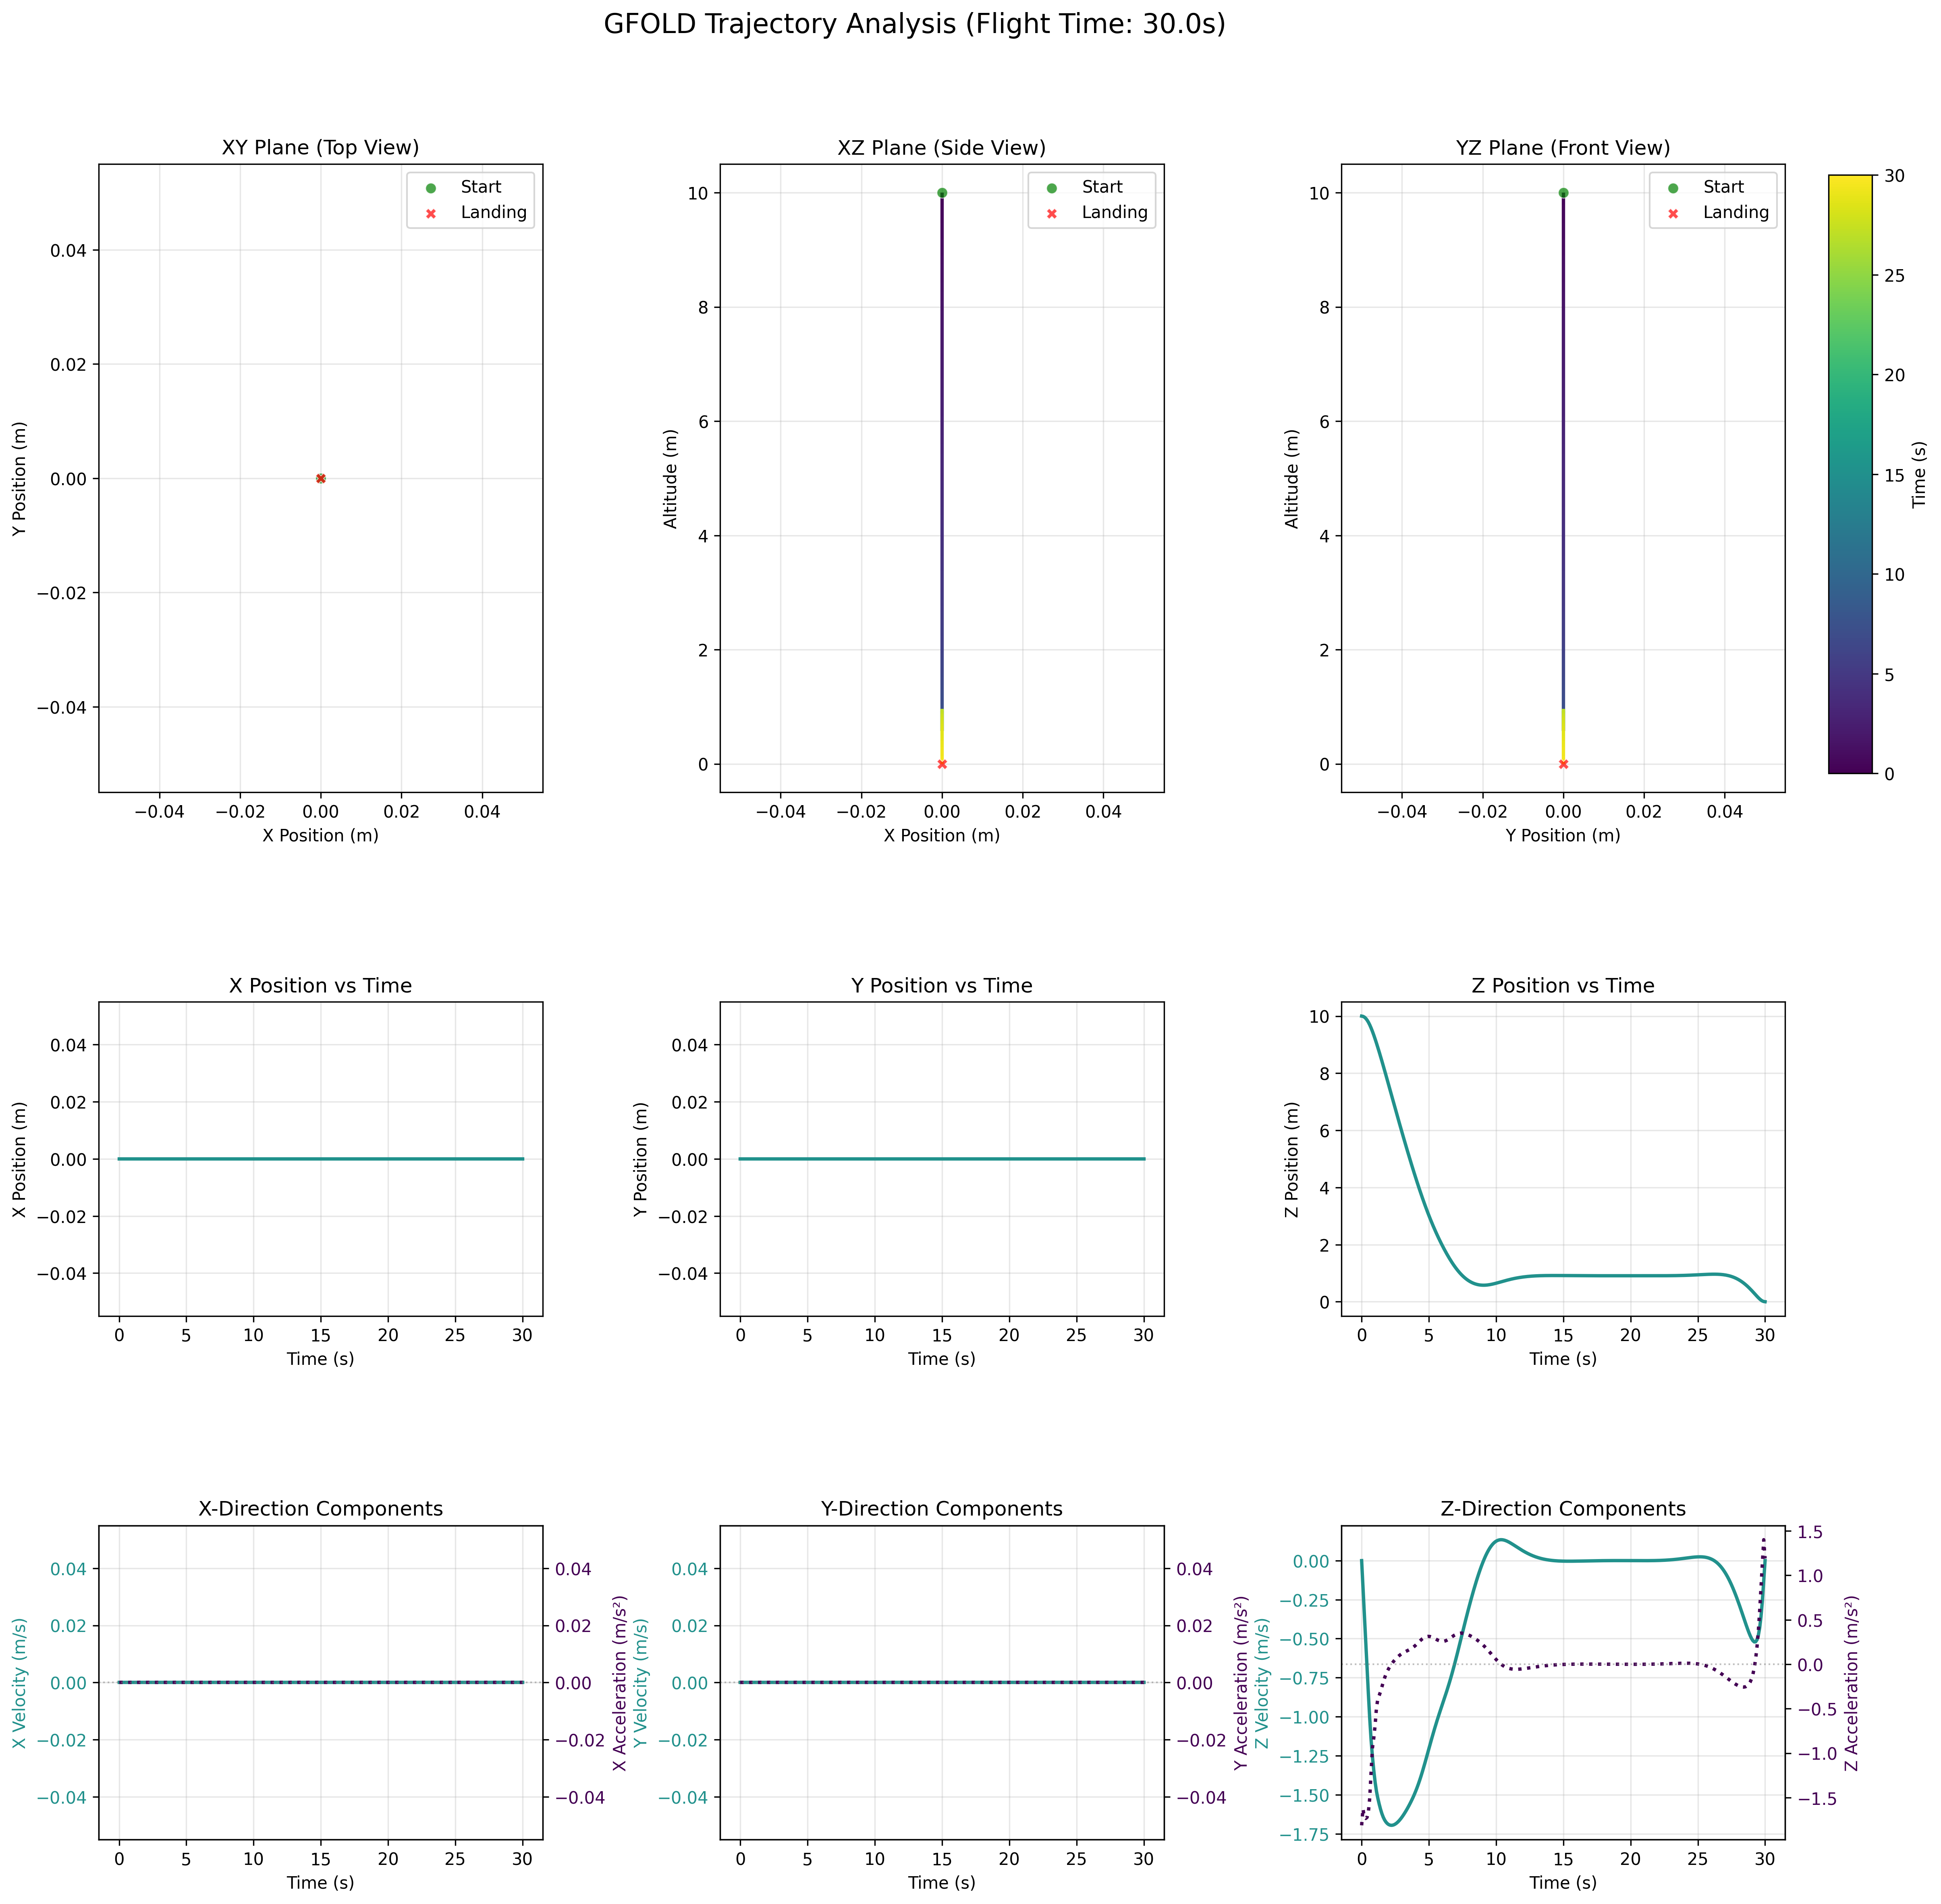 GFOLD Trajectory Analysis (Flight Time: 30.0s)
XY Plane (Top View)
Start
Landing
0.04
0.02
0.00
−0.02
−0.04
Y Position (m)
−0.04 −0.02 0.00 0.02 0.04
X Position (m)
XZ Plane (Side View)
Start
Landing
10
8
6
4
2
0
Altitude (m)
−0.04 −0.02 0.00 0.02 0.04
X Position (m)
YZ Plane (Front View)
Start
Landing
10
8
6
4
2
0
Altitude (m)
−0.04 −0.02 0.00 0.02 0.04
Y Position (m)
30
25
20
15
10
5
0
Time (s)
X Position vs Time
0.04
0.02
0.00
−0.02
−0.04
X Position (m)
0 5 10 15 20 25 30
Time (s)
Y Position vs Time
0.04
0.02
0.00
−0.02
−0.04
Y Position (m)
0 5 10 15 20 25 30
Time (s)
Z Position vs Time
10
8
6
4
2
0
Z Position (m)
0 5 10 15 20 25 30
Time (s)
X-Direction Components
0.04
0.02
0.00
−0.02
−0.04
X Velocity (m/s)
0.04
0.02
0.00
−0.02
−0.04
X Acceleration (m/s²)
0 5 10 15 20 25 30
Time (s)
Y-Direction Components
0.04
0.02
0.00
−0.02
−0.04
Y Velocity (m/s)
0.04
0.02
0.00
−0.02
−0.04
Y Acceleration (m/s²)
0 5 10 15 20 25 30
Time (s)
Z-Direction Components
0.00
−0.25
−0.50
−0.75
−1.00
−1.25
−1.50
−1.75
Z Velocity (m/s)
1.5
1.0
0.5
0.0
−0.5
−1.0
−1.5
Z Acceleration (m/s²)
0 5 10 15 20 25 30
Time (s)